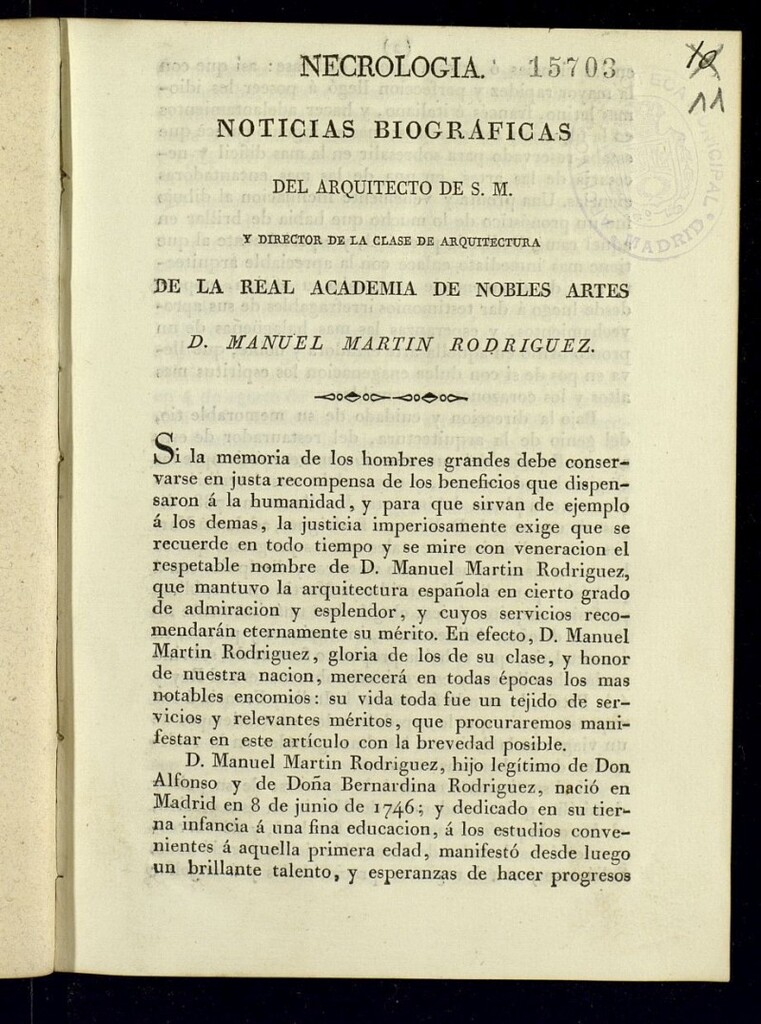 NECROLOGIA. 15703
10
11
NOTICIAS BIOGRÁFICAS
DEL ARQUITECTO DE S. M.
Y DIRECTOR DE LA CLASE DE ARQUITECTURA
DE LA REAL ACADEMIA DE NOBLES ARTES
D. MANUEL MARTIN RODRIGUEZ.
Si la memoria de los hombres grandes debe conser-
varse en justa recompensa de los beneficios que dispen-
saron á la humanidad, y para que sirvan de ejemplo
á los demas, la justicia imperiosamente exige que se
recuerde en todo tiempo y se mire con veneracion el
respetable nombre de D. Manuel Martin Rodriguez,
que mantuvo la arquitectura española en cierto grado
de admiracion y esplendor, y cuyos servicios reco-
mendarán eternamente su mérito. En efecto, D. Manuel
Martin Rodriguez, gloria de los de su clase, y honor
de nuestra nacion, merecerá en todas épocas los mas
notables encomios: su vida toda fue un tejido de ser-
vicios y relevantes méritos, que procuraremos mani-
festar en este artículo con la brevedad posible.
D. Manuel Martin Rodriguez, hijo legítimo de Don
Alfonso y de Doña Bernardina Rodriguez, nació en
Madrid en 8 de junio de 1746; y dedicado en su tier-
na infancia á una fina educacion, á los estudios conve-
nientes á aquella primera edad, manifestó desde luego
un brillante talento, y esperanzas de hacer progresos
MADRID